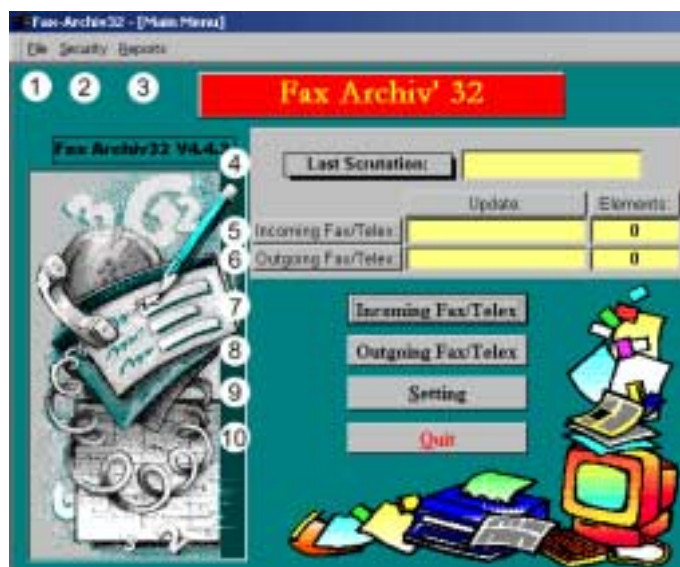 Fax-Archiv32 - [Main Menu]
File Security Reports
1 2 3
Fax Archiv' 32
Fax Archiv32 V4.4.2
4 Last Scrutation:
Update: Elements:
5 Incoming Fax/Telex: 0
6 Outgoing Fax/Telex: 0
7 Incoming Fax/Telex
8 Outgoing Fax/Telex
9 Setting
10 Quit